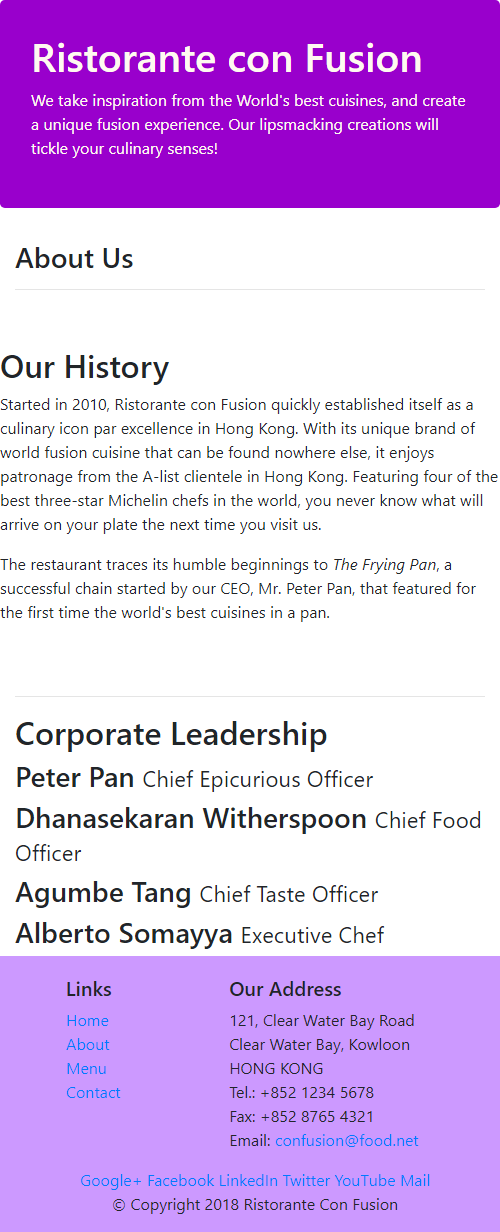 Ristorante con Fusion
We take inspiration from the World's best cuisines, and create
a unique fusion experience. Our lipsmacking creations will
tickle your culinary senses!
About Us
Our History
Started in 2010, Ristorante con Fusion quickly established itself as a
culinary icon par excellence in Hong Kong. With its unique brand of
world fusion cuisine that can be found nowhere else, it enjoys
patronage from the A-list clientele in Hong Kong. Featuring four of the
best three-star Michelin chefs in the world, you never know what will
arrive on your plate the next time you visit us.
The restaurant traces its humble beginnings to The Frying Pan, a
successful chain started by our CEO, Mr. Peter Pan, that featured for
the first time the world's best cuisines in a pan.
Corporate Leadership
Peter Pan Chief Epicurious Officer
Dhanasekaran Witherspoon Chief Food
Officer
Agumbe Tang Chief Taste Officer
Alberto Somayya Executive Chef
Links
Home
About
Menu
Contact
Our Address
121, Clear Water Bay Road
Clear Water Bay, Kowloon
HONG KONG
Tel.: +852 1234 5678
Fax: +852 8765 4321
Email: confusion@food.net
Google+ Facebook LinkedIn Twitter YouTube Mail
© Copyright 2018 Ristorante Con Fusion